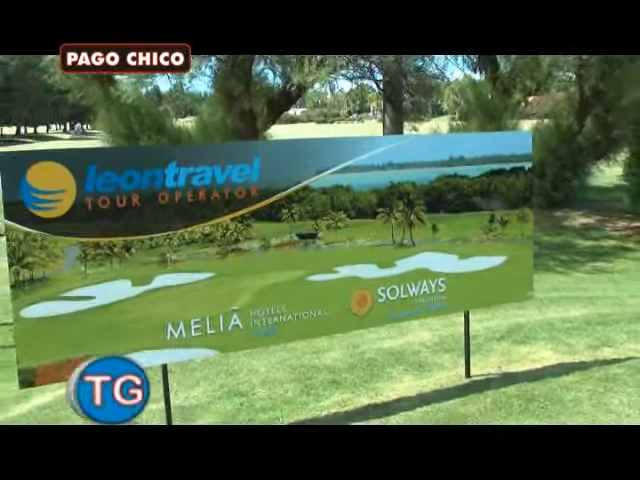 PAGO CHICO
leontravel
TOUR OPERATOR
MELIÃ HOTELS
INTERNATIONAL
SOLWAYS
TG